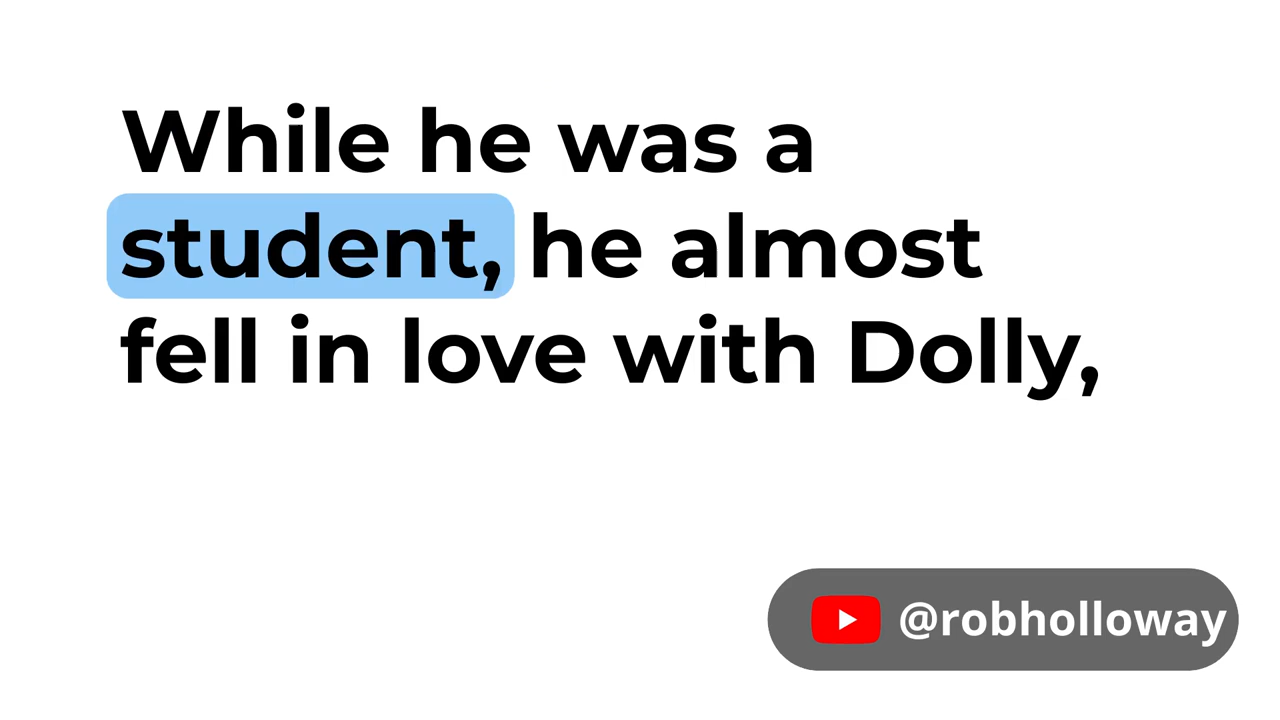 While he was a
student, he almost
fell in love with Dolly,
@robholloway